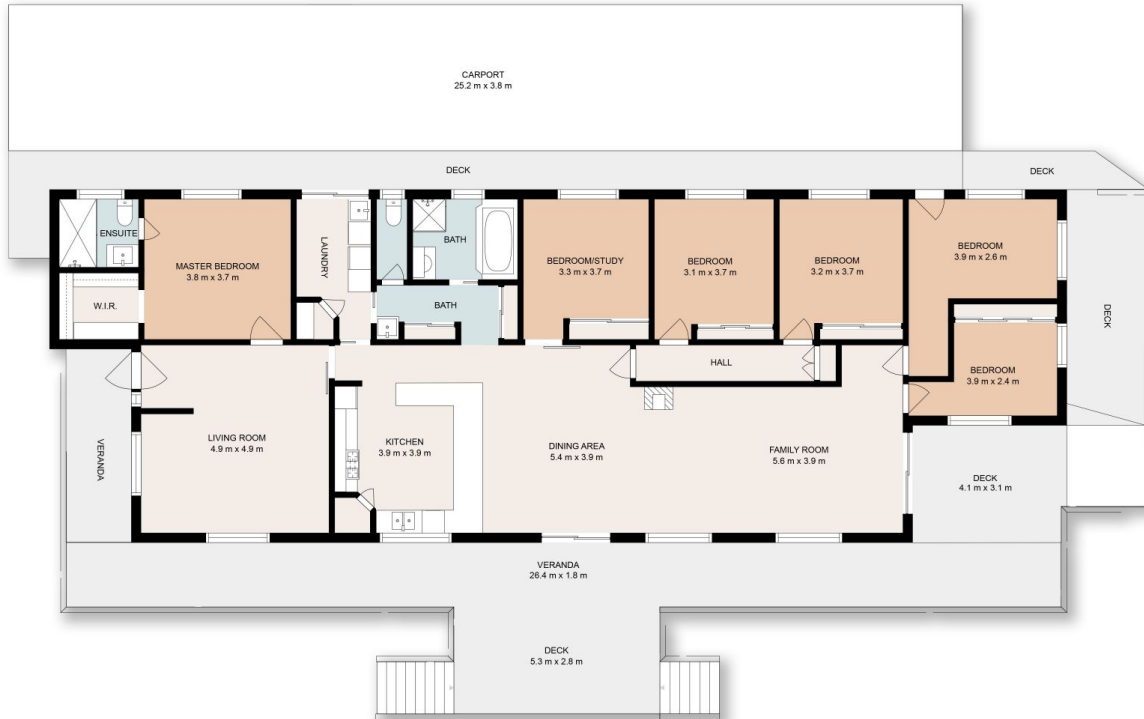 CARPORT
25.2 m x 3.8 m
DECK
DECK
ENSUITE
MASTER BEDROOM
3.8 m x 3.7 m
LAUNDRY
BATH
BEDROOM/STUDY
3.3 m x 3.7 m
BEDROOM
3.1 m x 3.7 m
BEDROOM
3.2 m x 3.7 m
BEDROOM
3.9 m x 2.6 m
W.I.R.
BATH
DECK
HALL
BEDROOM
3.9 m x 2.4 m
VERANDA
LIVING ROOM
4.9 m x 4.9 m
KITCHEN
3.9 m x 3.9 m
DINING AREA
5.4 m x 3.9 m
FAMILY ROOM
5.6 m x 3.9 m
DECK
4.1 m x 3.1 m
VERANDA
26.4 m x 1.8 m
DECK
5.3 m x 2.8 m